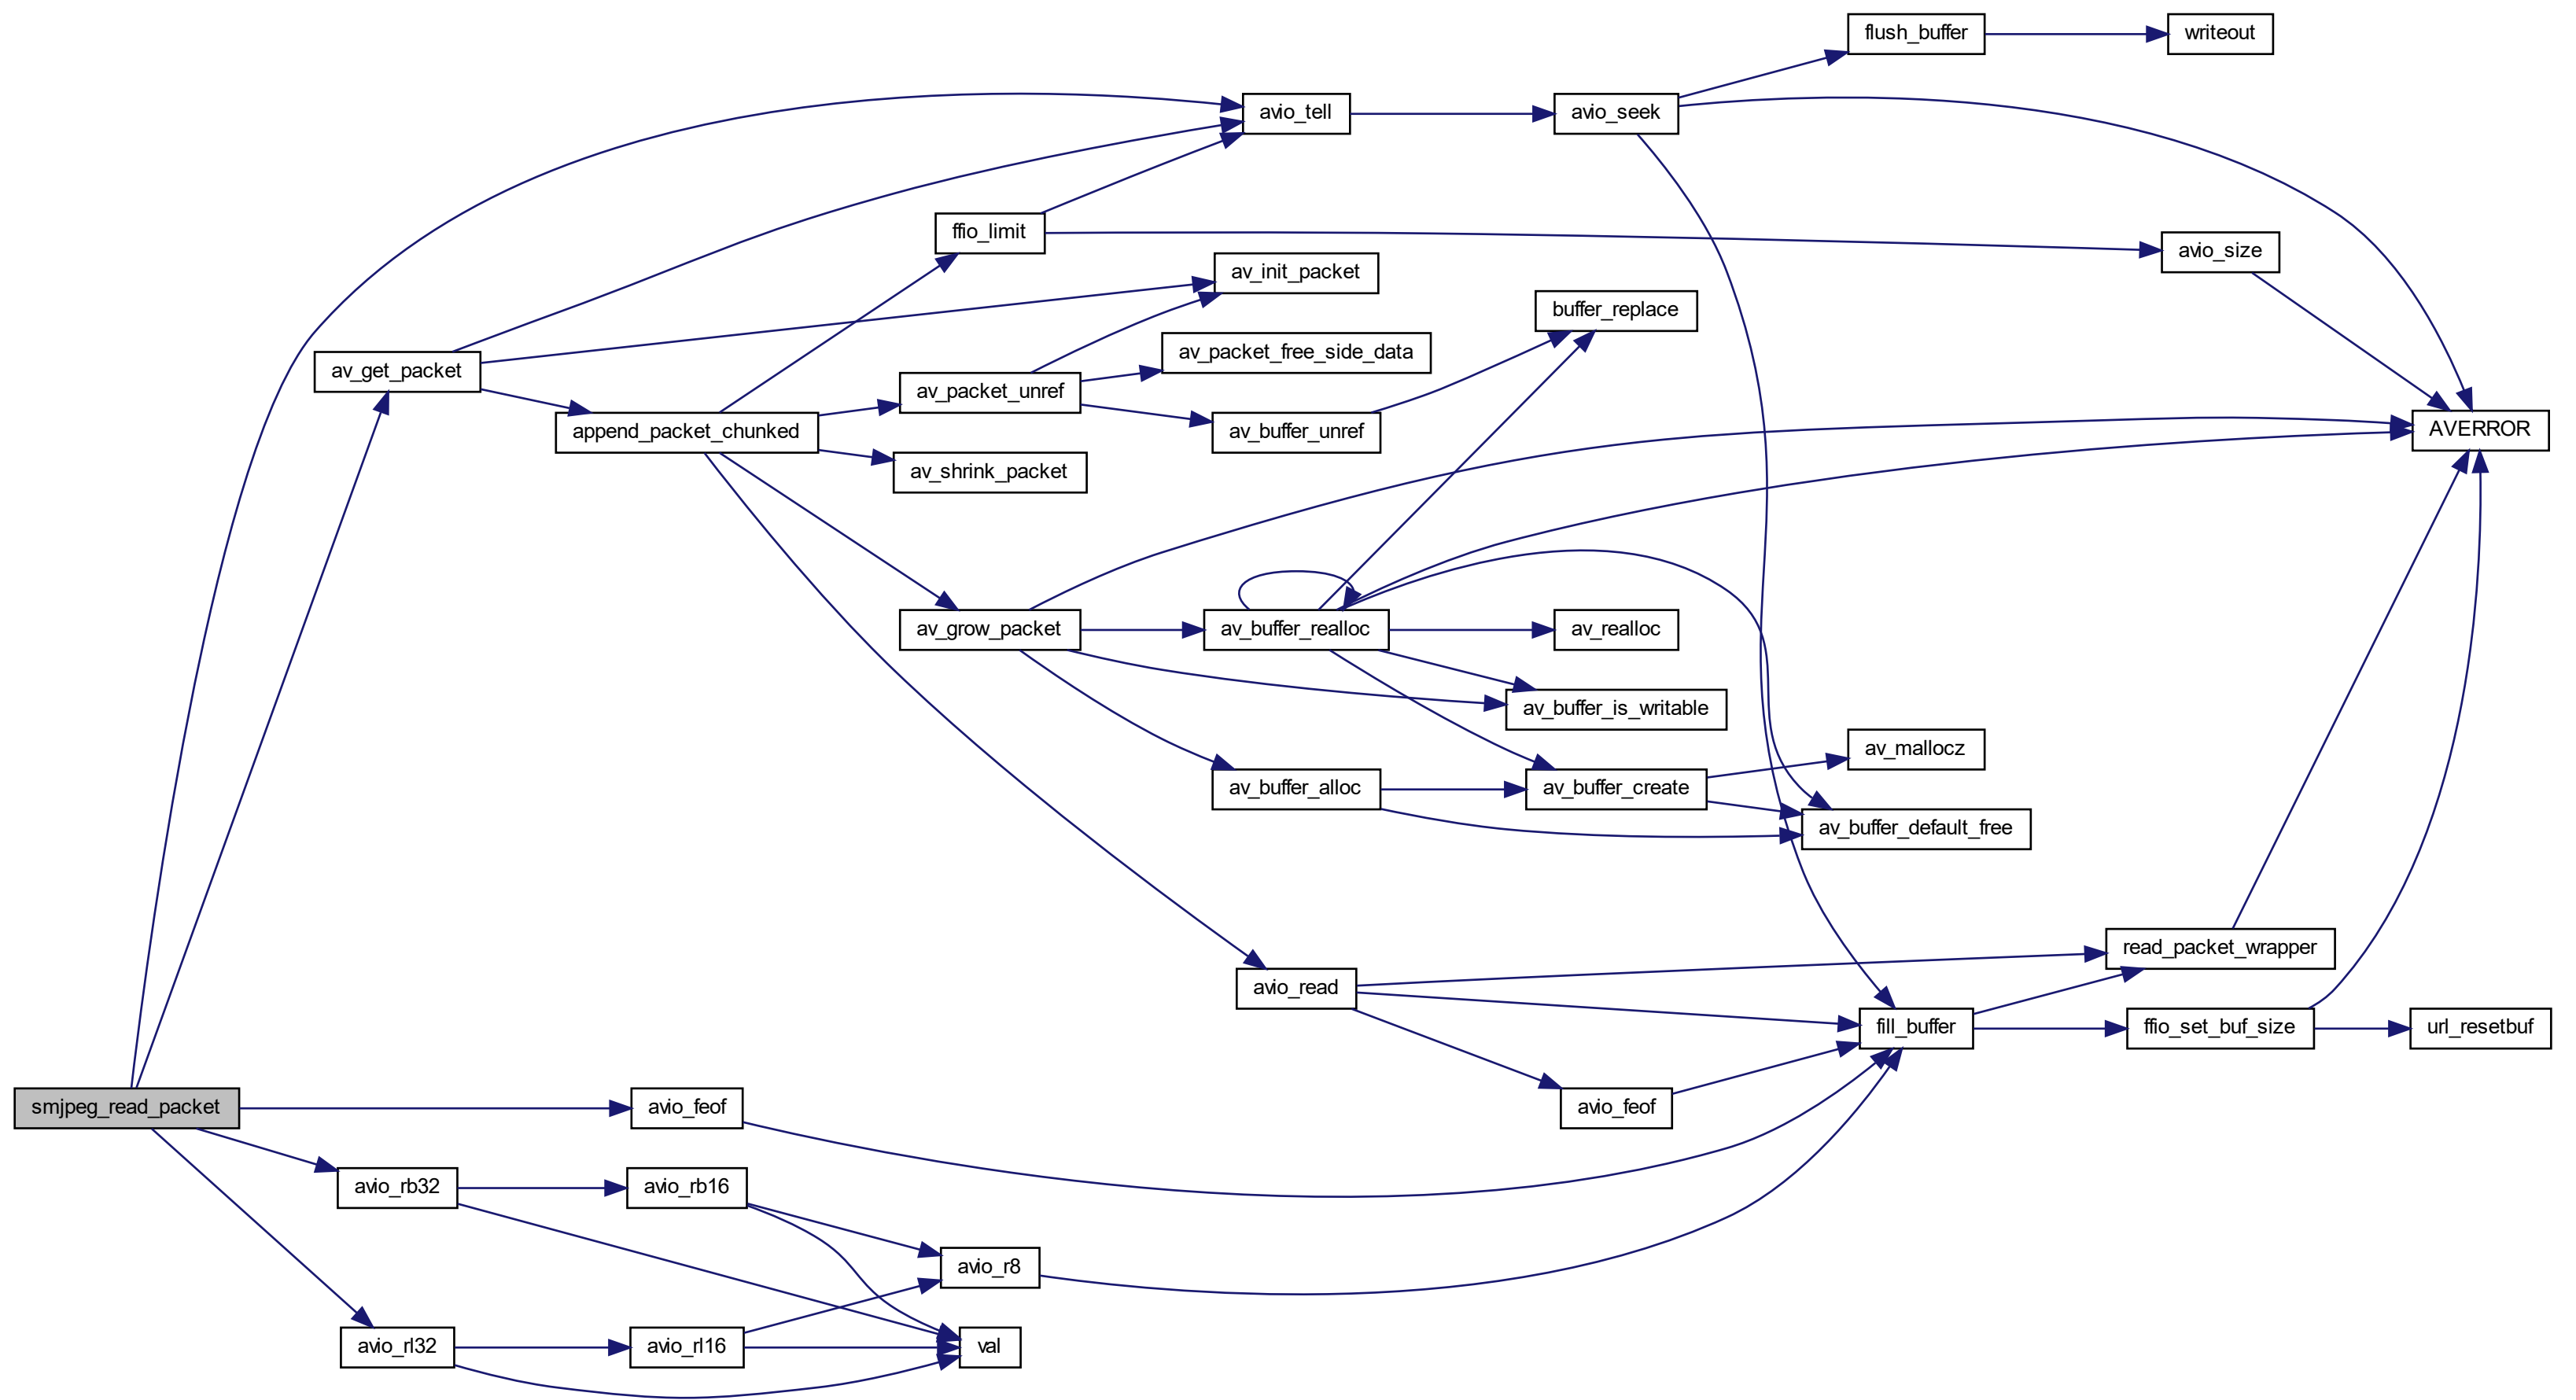 flush_buffer
writeout
avio_tell
avio_seek
ffio_limit
avio_size
av_init_packet
buffer_replace
av_packet_free_side_data
av_get_packet
av_packet_unref
append_packet_chunked
av_buffer_unref
AVERROR
av_shrink_packet
av_grow_packet
av_buffer_realloc
av_realloc
av_buffer_is_writable
av_mallocz
av_buffer_alloc
av_buffer_create
av_buffer_default_free
read_packet_wrapper
avio_read
fill_buffer
ffio_set_buf_size
url_resetbuf
smjpeg_read_packet
avio_feof
avio_feof
avio_rb32
avio_rb16
avio_r8
avio_rl32
avio_rl16
val